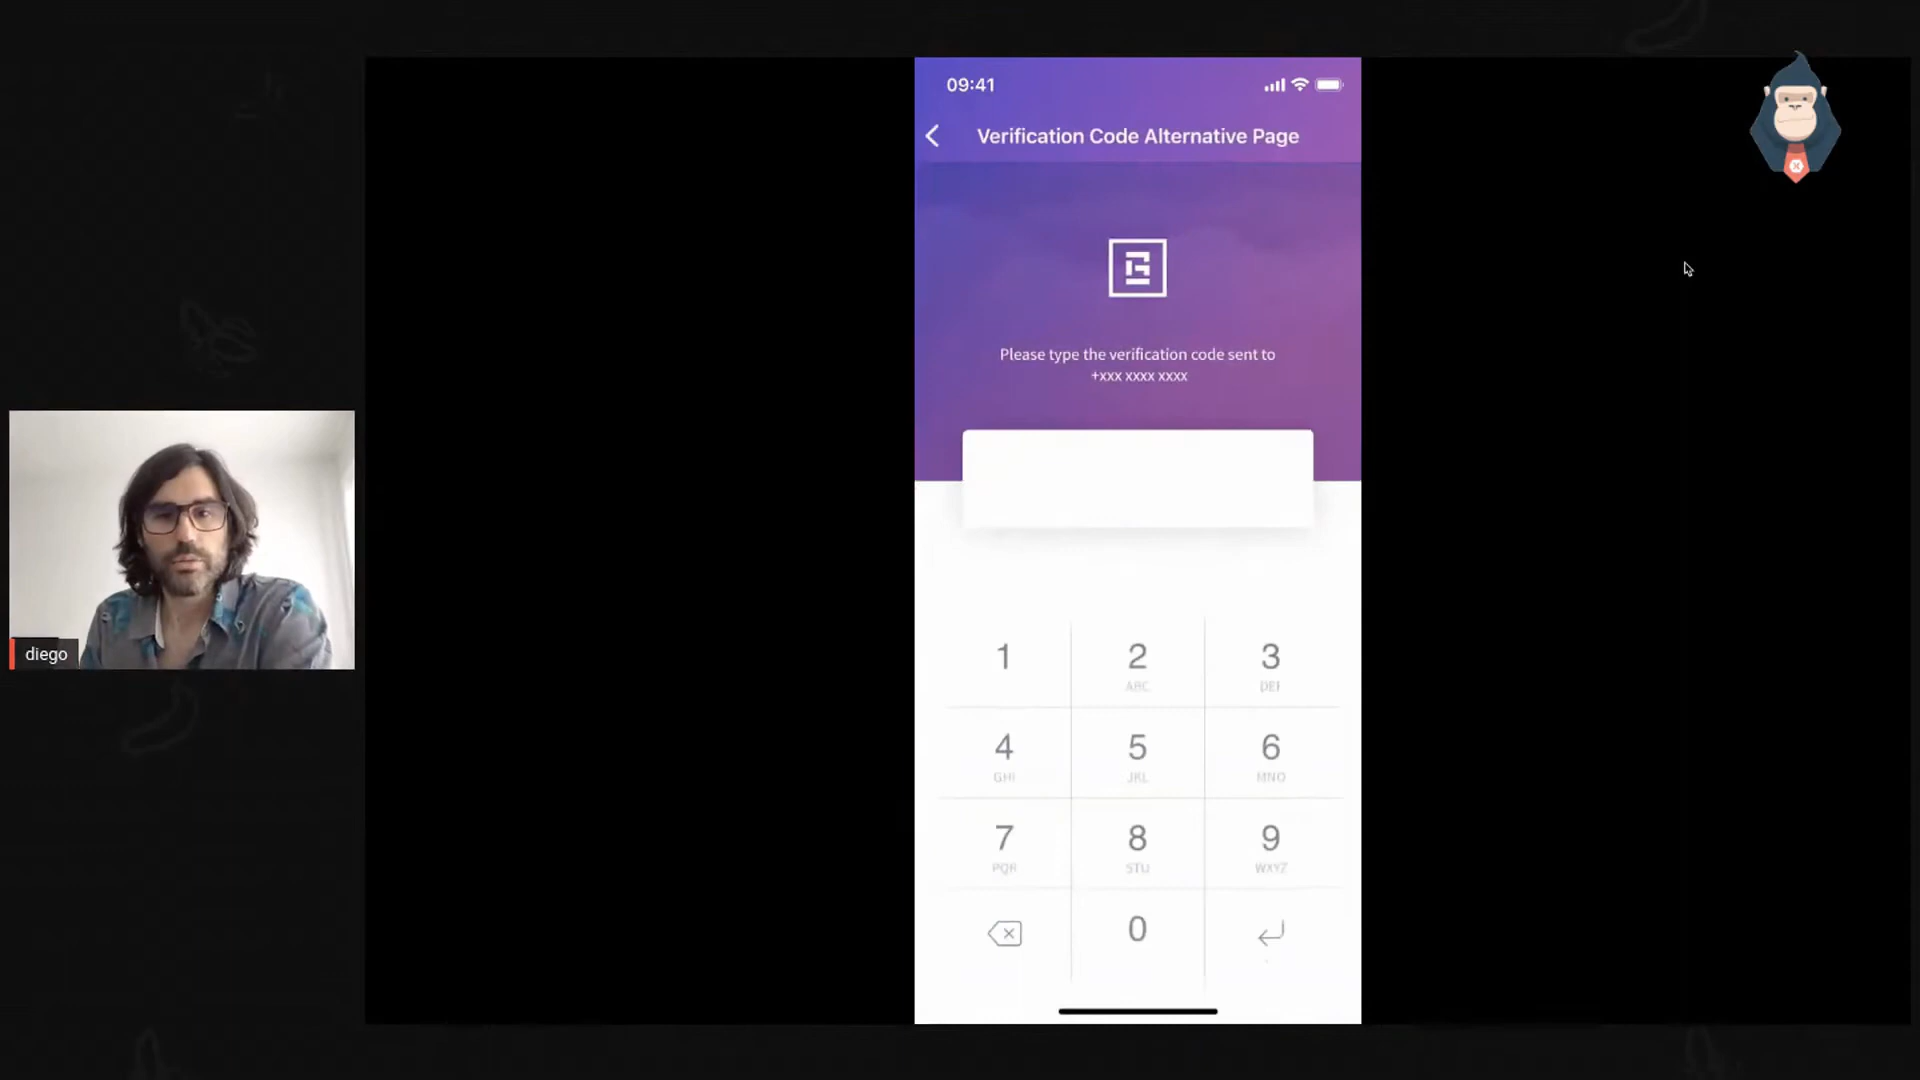 09:41
Verification Code Alternative Page
Please type the verification code sent to
+xxx xxxx xxxx
diego
1 2 3
ABC DEF
4 5 6
GHI JKL MNO
7 8 9
PQR STU WXYZ
0